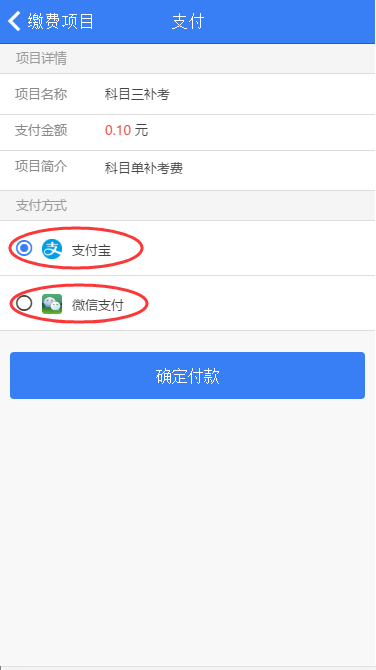 缴费项目 支付
项目详情
项目名称 科目三补考
支付金额 0.10 元
项目简介 科目单补考费
支付方式
支 支付宝
微信支付
确定付款